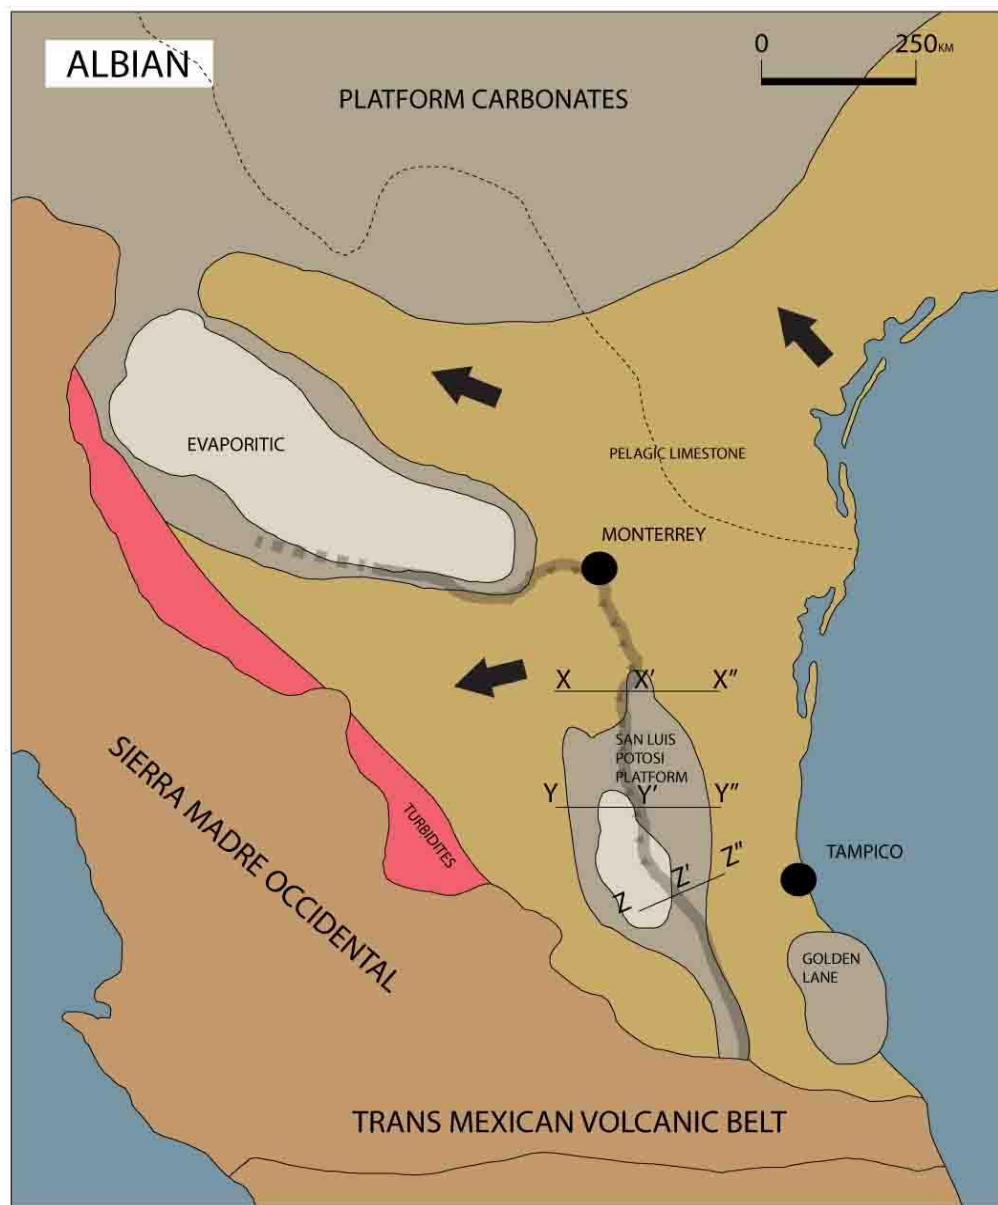 ALBIAN
0
250KM
PLATFORM CARBONATES
EVAPORITIC
PELAGIC LIMESTONE
MONTERREY
X
X'
X"
SAN LUIS
POTOSI
PLATFORM
Y
Y'
Y"
Z
Z'
Z"
TURBIDITES
SIERRA MADRE OCCIDENTAL
TAMPICO
GOLDEN
LANE
TRANS MEXICAN VOLCANIC BELT